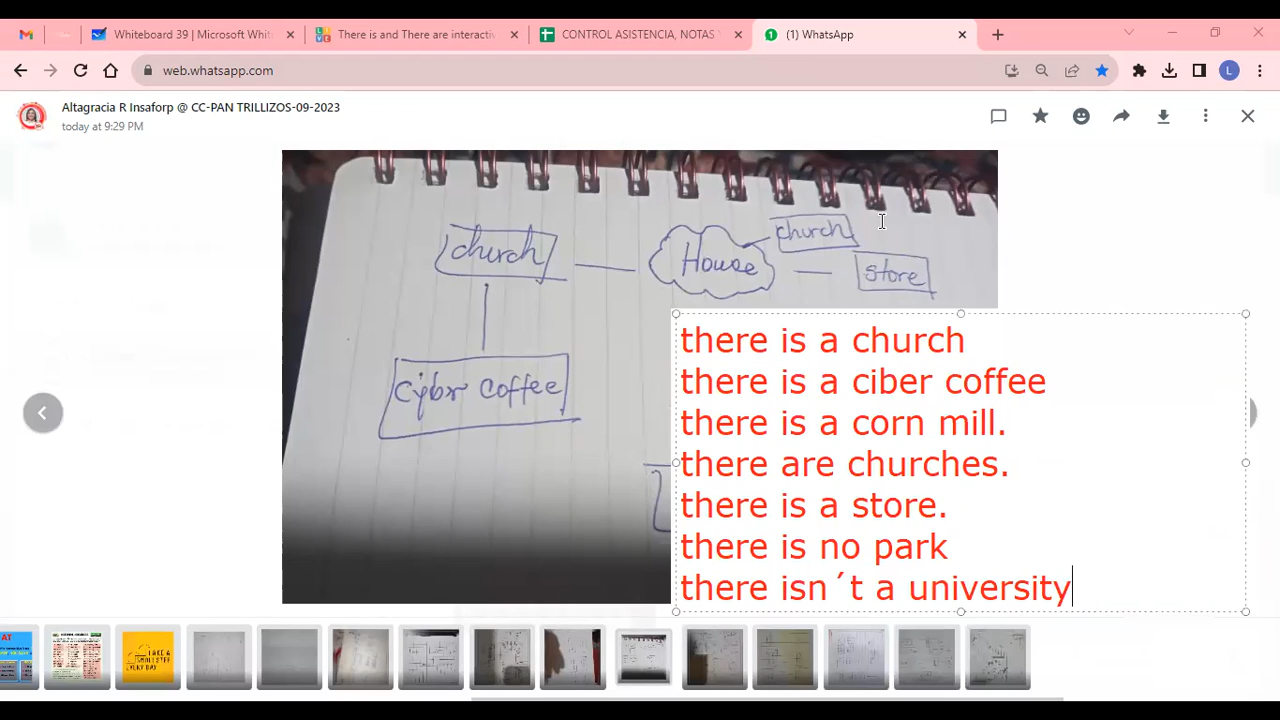 Whiteboard 39 | Microsoft Whit
There is and There are interactiv
CONTROL ASISTENCIA, NOTAS
(1) WhatsApp
web.whatsapp.com
L
Altagracia R Insaforp @ CC-PAN TRILLIZOS-09-2023
today at 9:29 PM
church
House
church
store
Cyber Coffee
there is a church
there is a ciber coffee
there is a corn mill.
there are churches.
there is a store.
there is no park
there isn´t a university